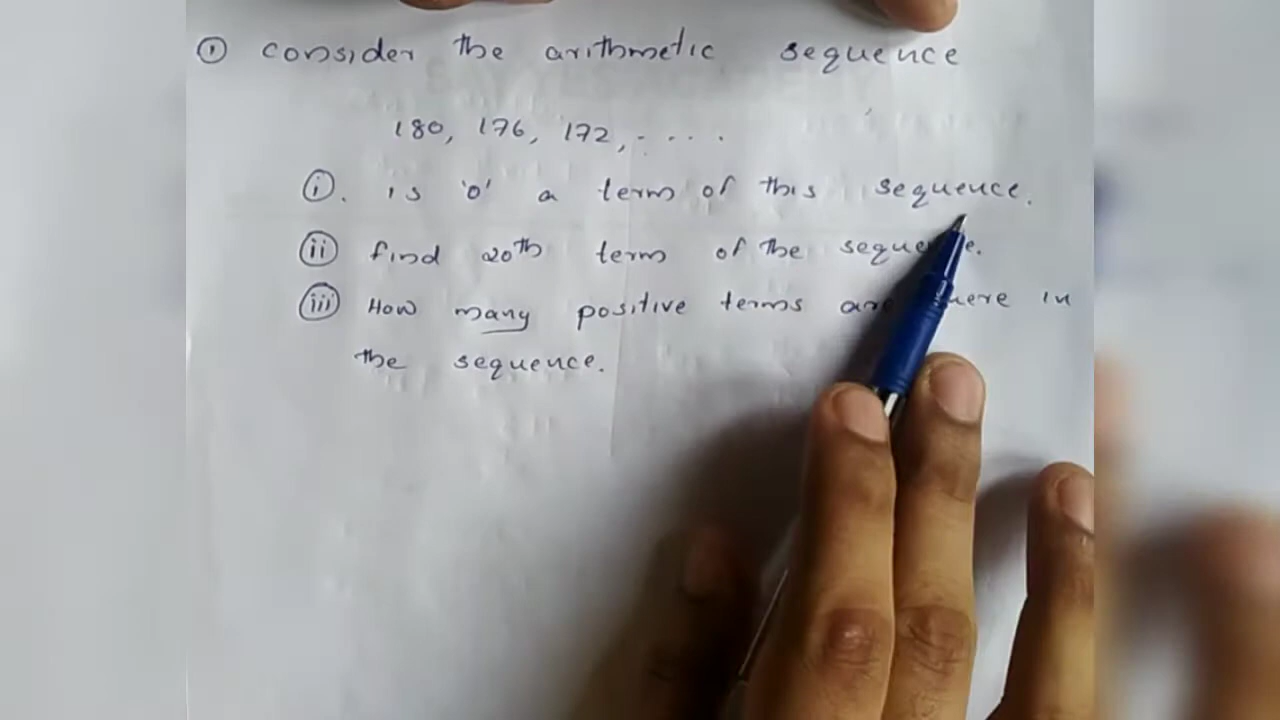 ① Consider the arithmetic sequence
180, 176, 172, - . . .
ⓘ. is '0' a term of this sequence.
ⓘⓘ find 20th term of the
ⓘⓘⓘ How many positive terms in
the sequence.